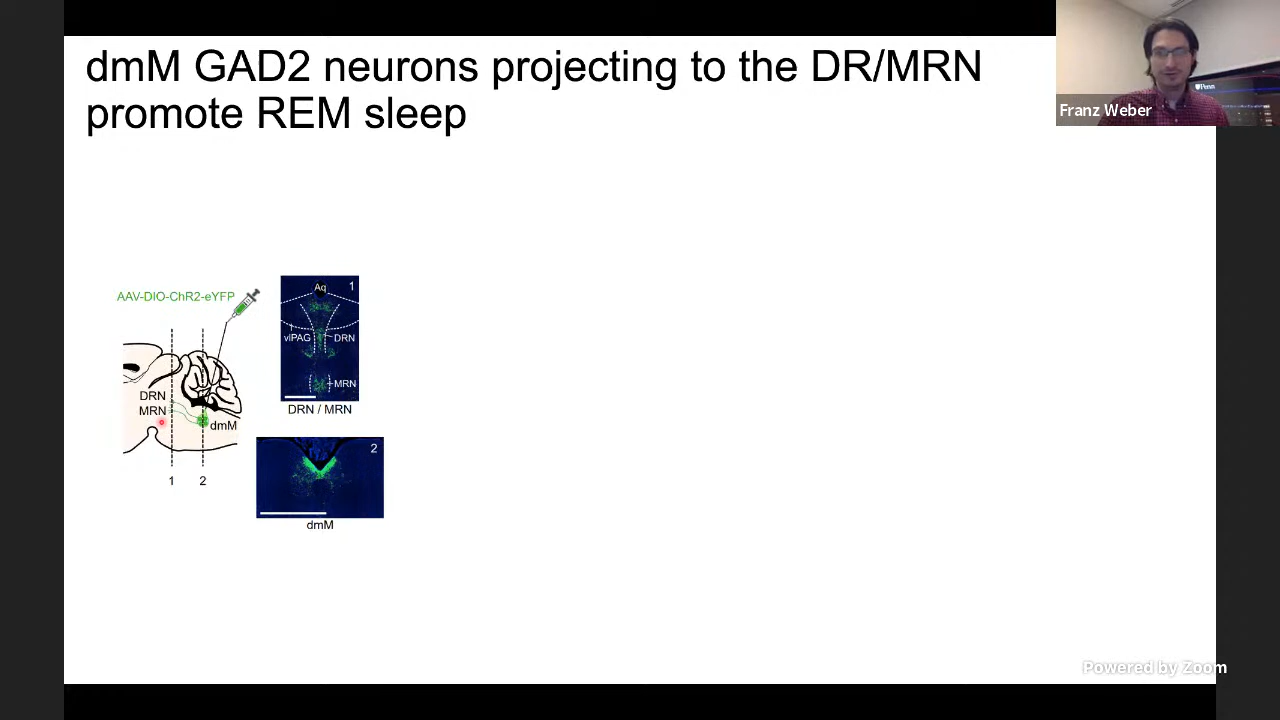 dmM GAD2 neurons projecting to the DR/MRN
promote REM sleep
Penn
Franz Weber
AAV-DIO-ChR2-eYFP
DRN
MRN
dmM
1
2
Aq
1
vlPAG
DRN
MRN
DRN / MRN
2
dmM
Powered by Zoom